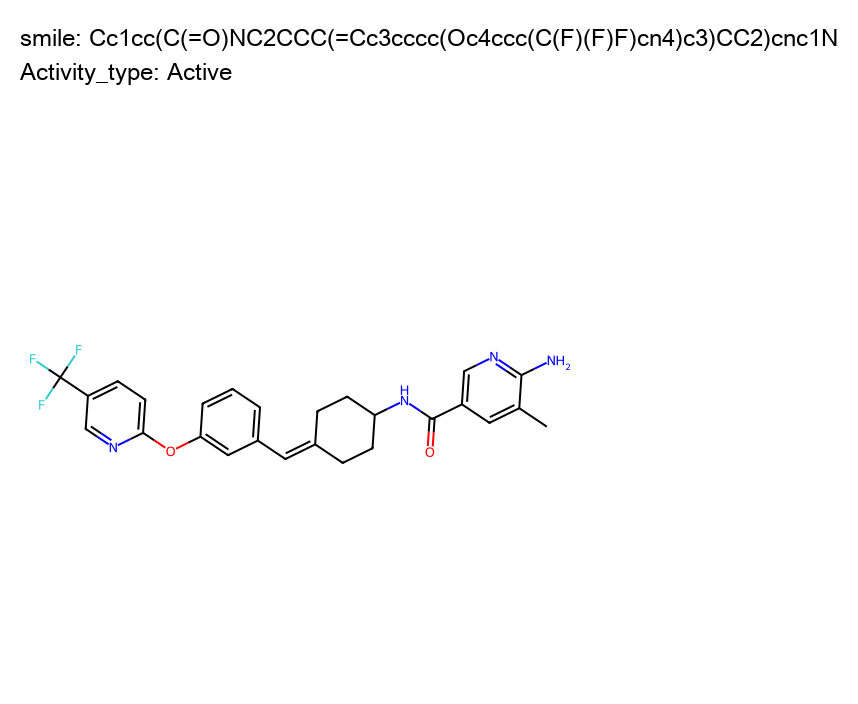 smile: Cc1cc(C(=O)NC2CCC(=Cc3cccc(Oc4ccc(C(F)(F)F)cn4)c3)CC2)cnc1N
Activity_type: Active
F
F
F
N
O
H
N
O
N
NH2